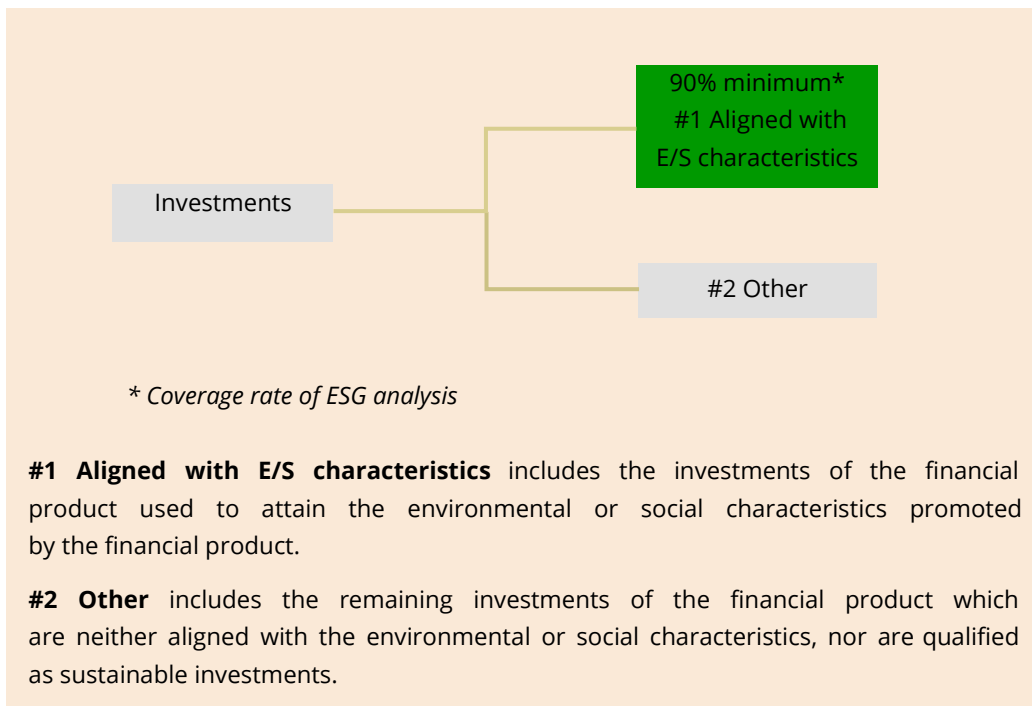 90% minimum*
#1 Aligned with
E/S characteristics
Investments
#2 Other
* Coverage rate of ESG analysis
#1 Aligned with E/S characteristics includes the investments of the financial
product used to attain the environmental or social characteristics promoted
by the financial product.
#2 Other includes the remaining investments of the financial product which
are neither aligned with the environmental or social characteristics, nor are qualified
as sustainable investments.